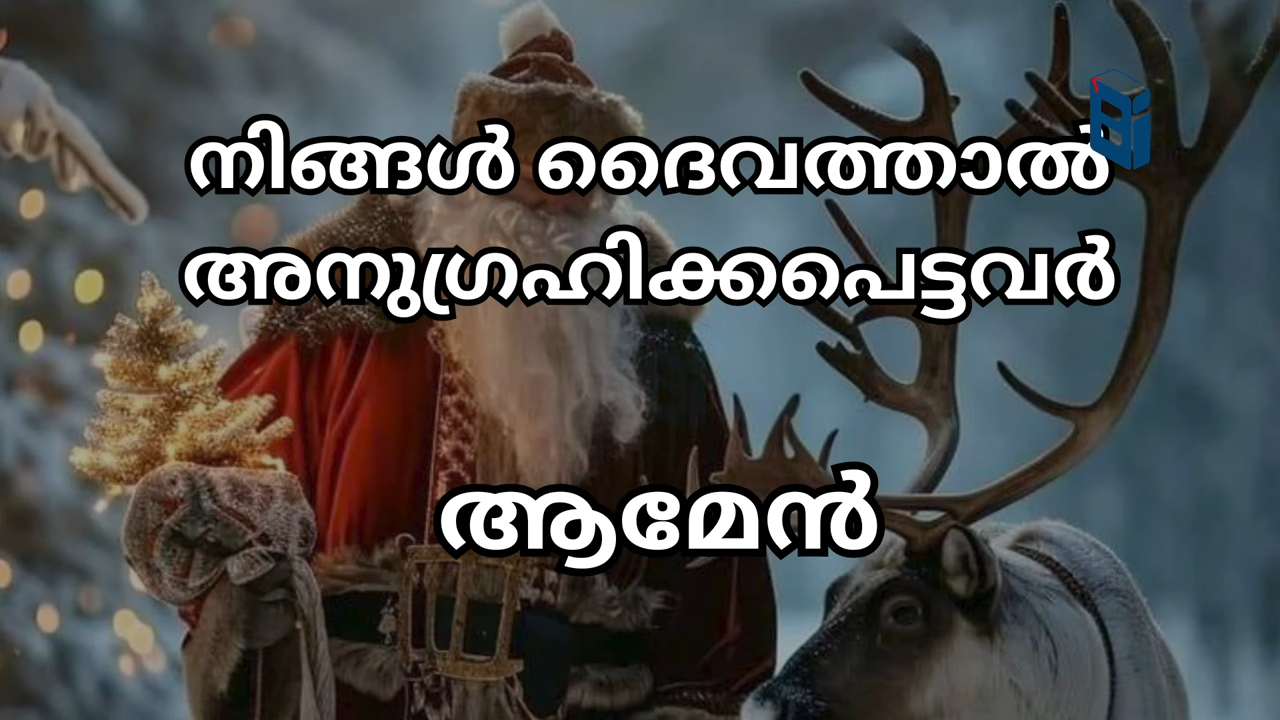 നിങ്ങൾ ദൈവത്താൽ
അനുഗ്രഹിക്കപെട്ടവർ
ആമേൻ